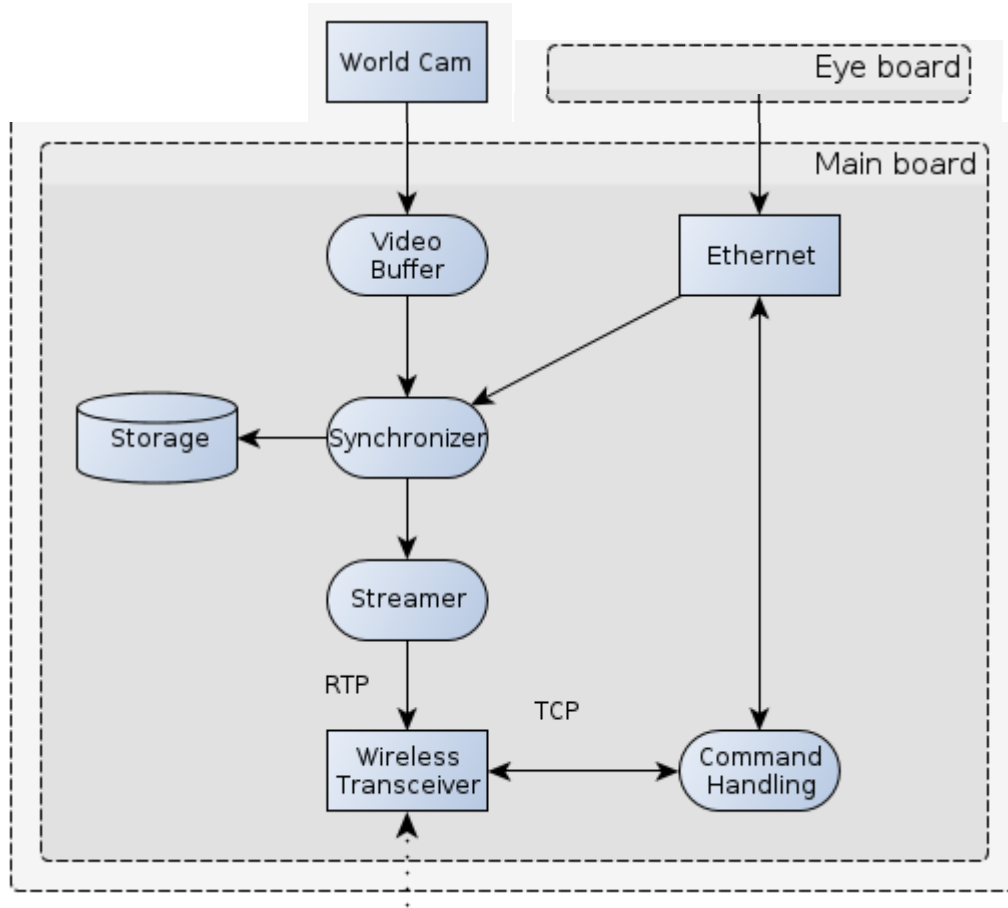 World Cam
Eye board
Main board
Video
Buffer
Ethernet
Storage
Synchronizer
Streamer
RTP
TCP
Wireless
Transceiver
Command
Handling